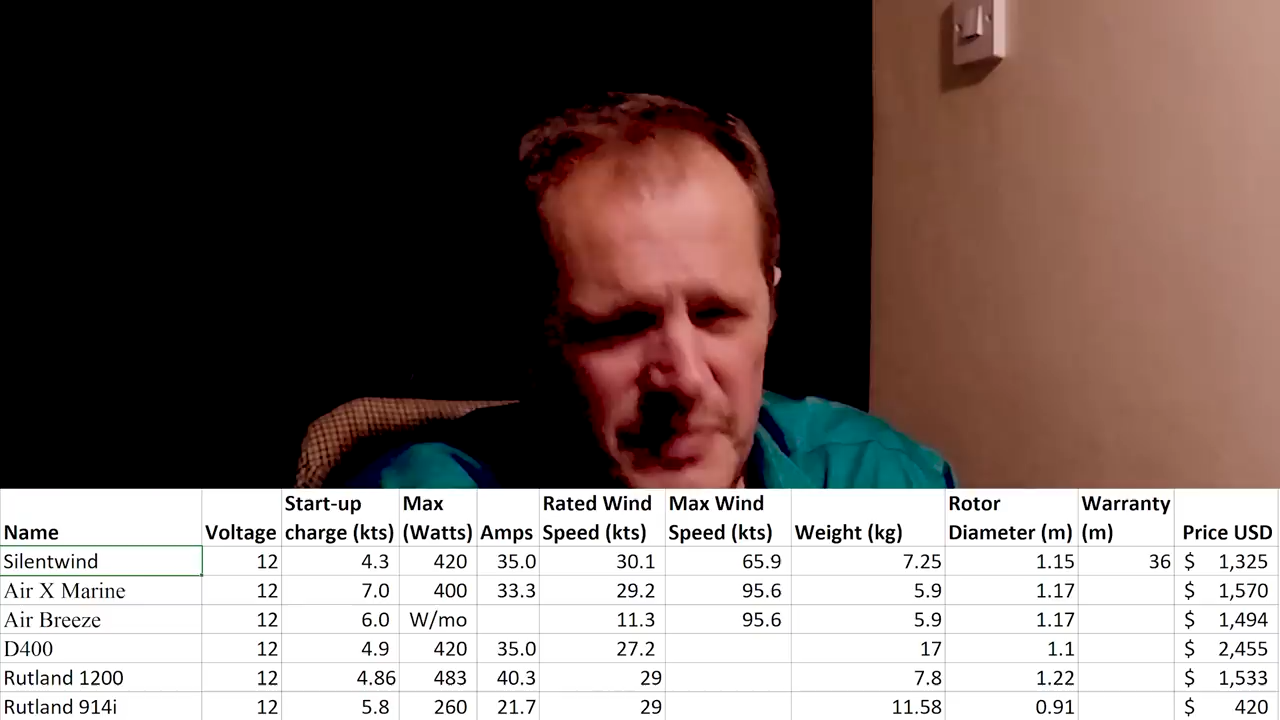 Name Voltage Start-up charge (kts) Max (Watts) Amps Rated Wind Speed (kts) Max Wind Speed (kts) Weight (kg) Rotor Diameter (m) Warranty (m) Price USD
Silentwind 12 4.3 420 35.0 30.1 65.9 7.25 1.15 36 $ 1,325
Air X Marine 12 7.0 400 33.3 29.2 95.6 5.9 1.17 $ 1,570
Air Breeze 12 6.0 W/mo 11.3 95.6 5.9 1.17 $ 1,494
D400 12 4.9 420 35.0 27.2 17 1.1 $ 2,455
Rutland 1200 12 4.86 483 40.3 29 7.8 1.22 $ 1,533
Rutland 914i 12 5.8 260 21.7 29 11.58 0.91 $ 420